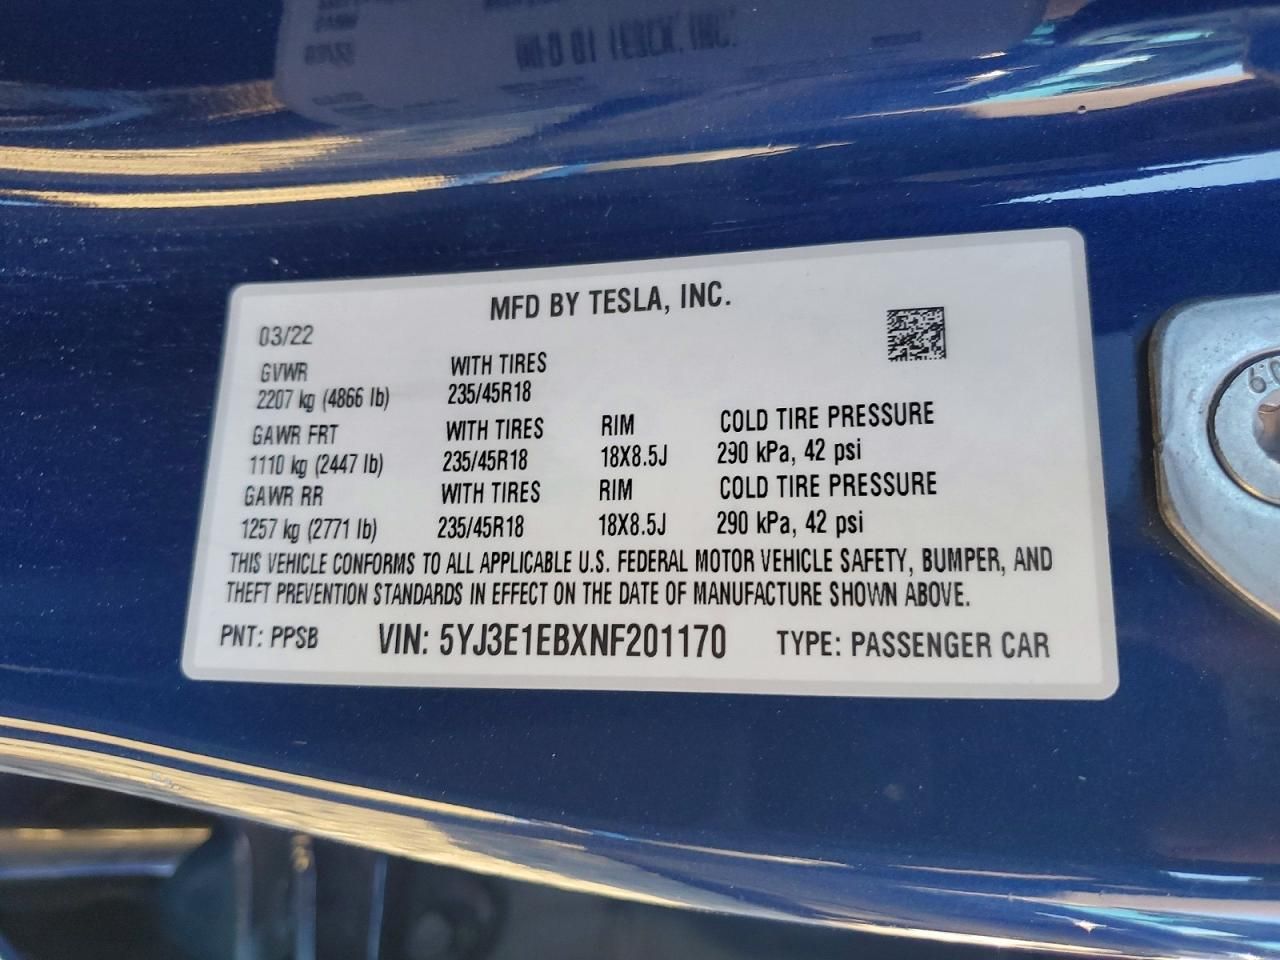 MFD BY TESLA, INC.
03/22
GVWR WITH TIRES
2207 kg (4866 lb) 235/45R18
GAWR FRT WITH TIRES RIM COLD TIRE PRESSURE
1110 kg (2447 lb) 235/45R18 18X8.5J 290 kPa, 42 psi
GAWR RR WITH TIRES RIM COLD TIRE PRESSURE
1257 kg (2771 lb) 235/45R18 18X8.5J 290 kPa, 42 psi
THIS VEHICLE CONFORMS TO ALL APPLICABLE U.S. FEDERAL MOTOR VEHICLE SAFETY, BUMPER, AND
THEFT PREVENTION STANDARDS IN EFFECT ON THE DATE OF MANUFACTURE SHOWN ABOVE.
PNT: PPSB VIN: 5YJ3E1EBXNF201170 TYPE: PASSENGER CAR